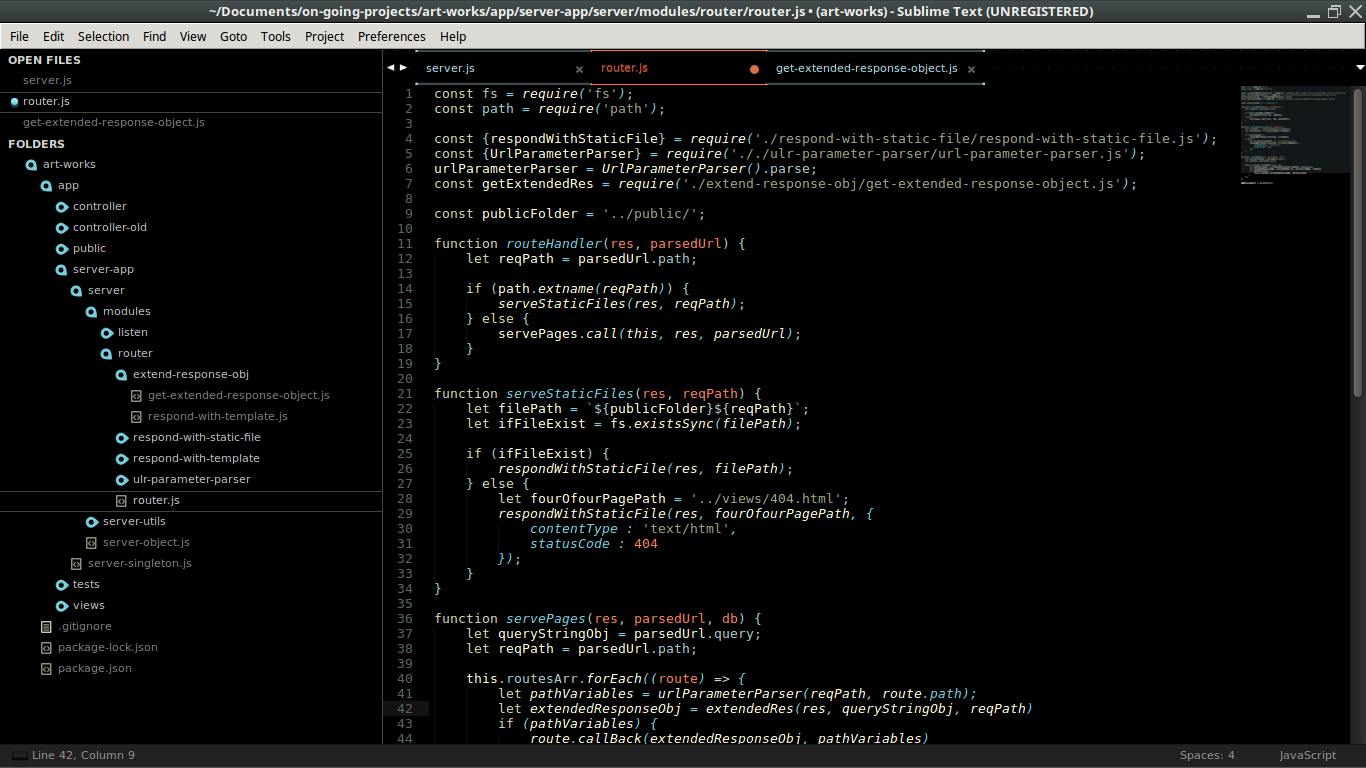 ~/Documents/on-going-projects/art-works/app/server-app/server/modules/router/router.js • (art-works) - Sublime Text (UNREGISTERED)
File Edit Selection Find View Goto Tools Project Preferences Help
OPEN FILES
server.js
router.js
get-extended-response-object.js
FOLDERS
art-works
app
controller
controller-old
public
server-app
server
modules
listen
router
extend-response-obj
get-extended-response-object.js
respond-with-template.js
respond-with-static-file
respond-with-template
ulr-parameter-parser
router.js
server-utils
server-object.js
server-singleton.js
tests
views
.gitignore
package-lock.json
package.json
server.js router.js get-extended-response-object.js
1 const fs = require('fs');
2 const path = require('path');
3
4 const {respondWithStaticFile} = require('./respond-with-static-file/respond-with-static-file.js');
5 const {UrlParameterParser} = require('././ulr-parameter-parser/url-parameter-parser.js');
6 urlParameterParser = UrlParameterParser().parse;
7 const getExtendedRes = require('./extend-response-obj/get-extended-response-object.js');
8
9 const publicFolder = '../public/';
10
11 function routeHandler(res, parsedUrl) {
12 let reqPath = parsedUrl.path;
13
14 if (path.extname(reqPath)) {
15 serveStaticFiles(res, reqPath);
16 } else {
17 servePages.call(this, res, parsedUrl);
18 }
19 }
20
21 function serveStaticFiles(res, reqPath) {
22 let filePath = `${publicFolder}${reqPath}`;
23 let ifFileExist = fs.existsSync(filePath);
24
25 if (ifFileExist) {
26 respondWithStaticFile(res, filePath);
27 } else {
28 let fourOfourPagePath = '../views/404.html';
29 respondWithStaticFile(res, fourOfourPagePath, {
30 contentType : 'text/html',
31 statusCode : 404
32 });
33 }
34 }
35
36 function servePages(res, parsedUrl, db) {
37 let queryStringObj = parsedUrl.query;
38 let reqPath = parsedUrl.path;
39
40 this.routesArr.forEach((route) => {
41 let pathVariables = urlParameterParser(reqPath, route.path);
42 let extendedResponseObj = extendedRes(res, queryStringObj, reqPath)
43 if (pathVariables) {
44 route.callBack(extendedResponseObj, pathVariables)
Line 42, Column 9
Spaces: 4 JavaScript